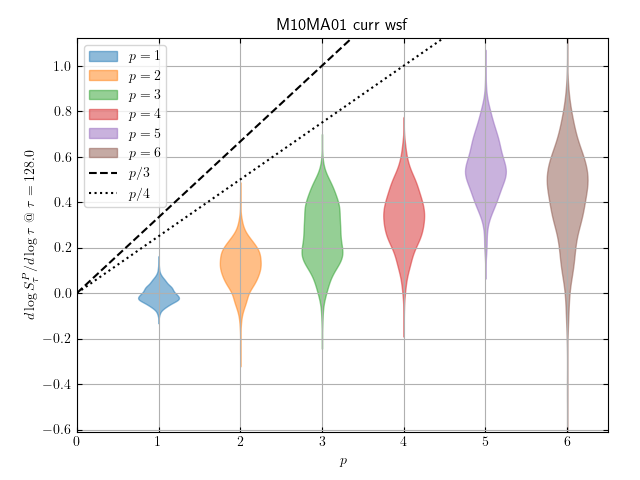 M10MA01 curr wsf
p = 1
p = 2
p = 3
p = 4
p = 5
p = 6
p/3
p/4
d log S_τ^P / d log τ @ τ = 128.0
1.0
0.8
0.6
0.4
0.2
0.0
−0.2
−0.4
−0.6
0 1 2 3 4 5 6
p